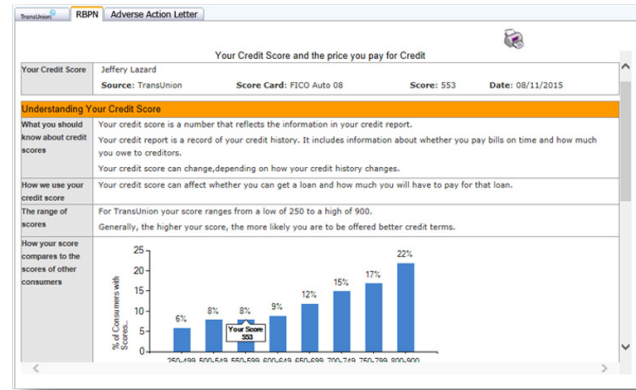 TransUnion RBPN Adverse Action Letter
Your Credit Score and the price you pay for Credit
Your Credit Score Jeffery Lazard
Source: TransUnion Score Card: FICO Auto 08 Score: 553 Date: 08/11/2015
Understanding Your Credit Score
What you should know about credit scores
Your credit score is a number that reflects the information in your credit report.
Your credit report is a record of your credit history. It includes information about whether you pay bills on time and how much
you owe to creditors.
Your credit score can change,depending on how your credit history changes.
How we use your credit score
Your credit score can affect whether you can get a loan and how much you will have to pay for that loan.
The range of scores
For TransUnion your score ranges from a low of 250 to a high of 900.
Generally, the higher your score, the more likely you are to be offered better credit terms.
How your score compares to the scores of other consumers
% of Consumers with Scores...
25
20
15
10
5
0
6% 8% 8% 9% 12% 15% 17% 22%
Your Score
553
250-499 500-549 550-599 600-649 650-699 700-749 750-799 800-900